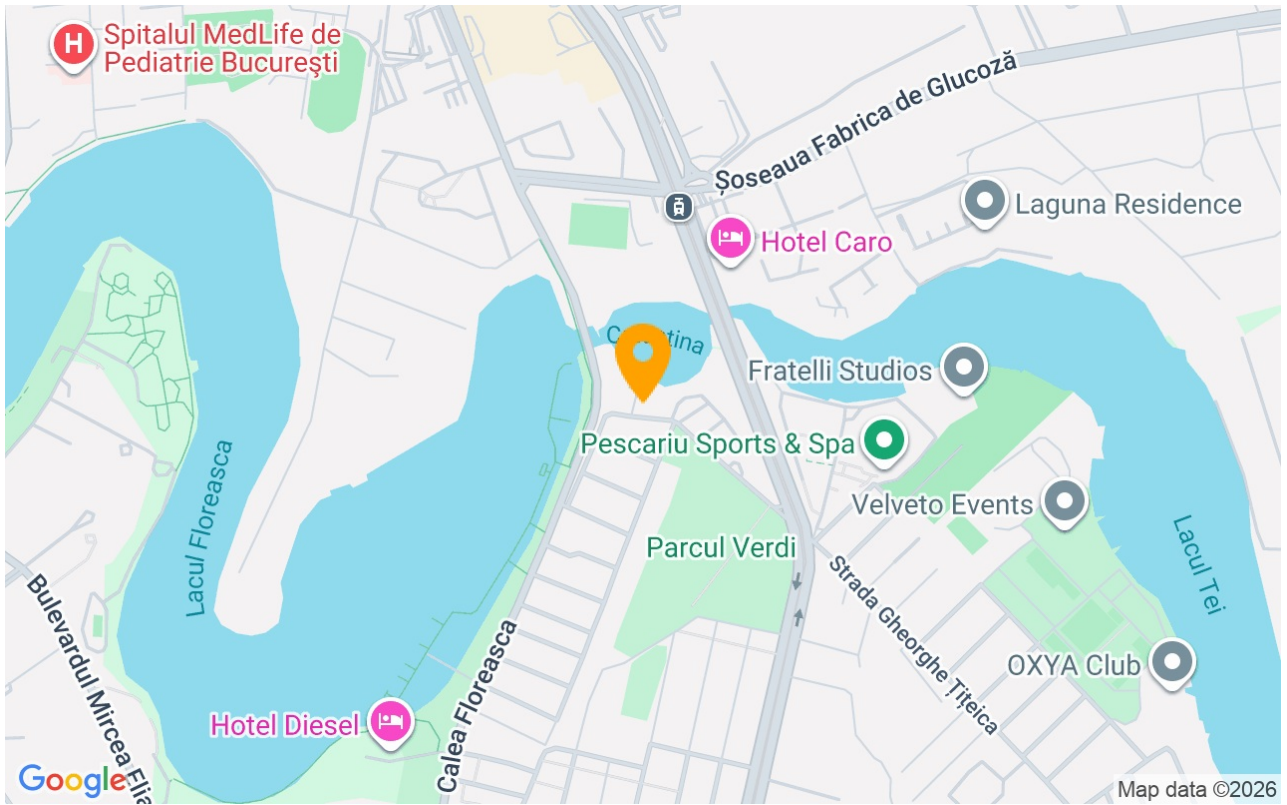 H
Spitalul MedLife de
Pediatrie București
Șoseaua Fabrica de Glucoză
Laguna Residence
Hotel Caro
Fratelli Studios
Pescariu Sports & Spa
Velveto Events
Parcul Verdi
Lacul Floreasca
Lacul Tei
Strada Gheorghe Țițeica
OXYA Club
Hotel Diesel
Calea Floreasca
Bulevardul Mircea Elia
Google
Map data ©2026